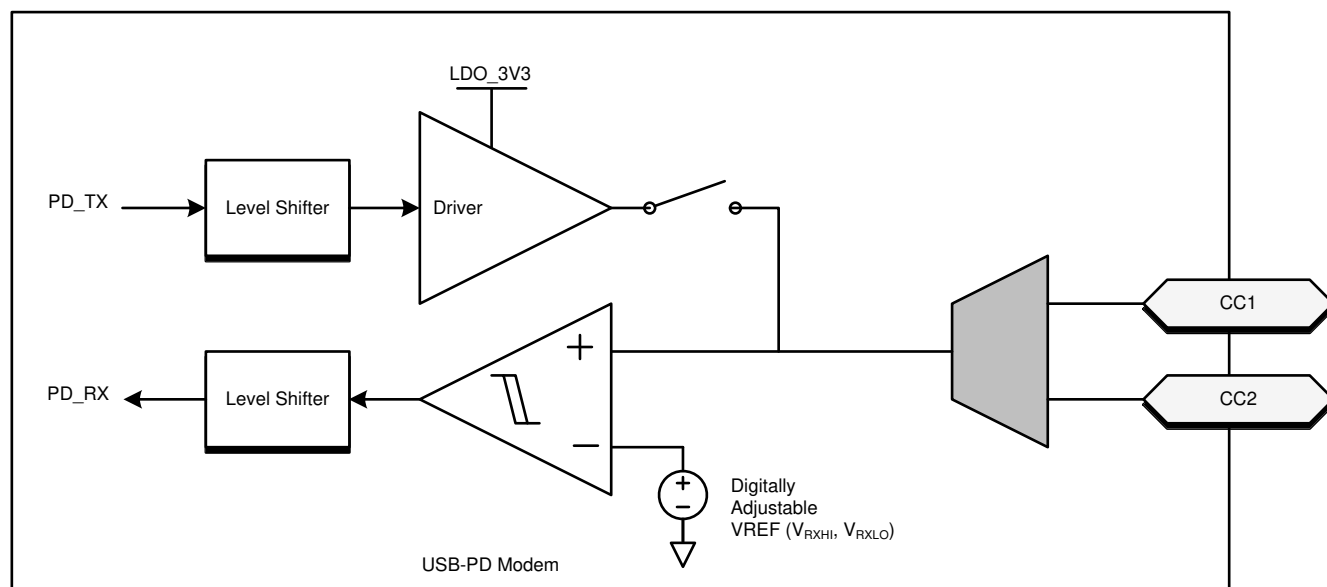 LDO_3V3
PD_TX
Level Shifter
Driver
CC1
PD_RX
Level Shifter
CC2
Digitally
Adjustable
VREF (VRXHI, VRXLO)
USB-PD Modem